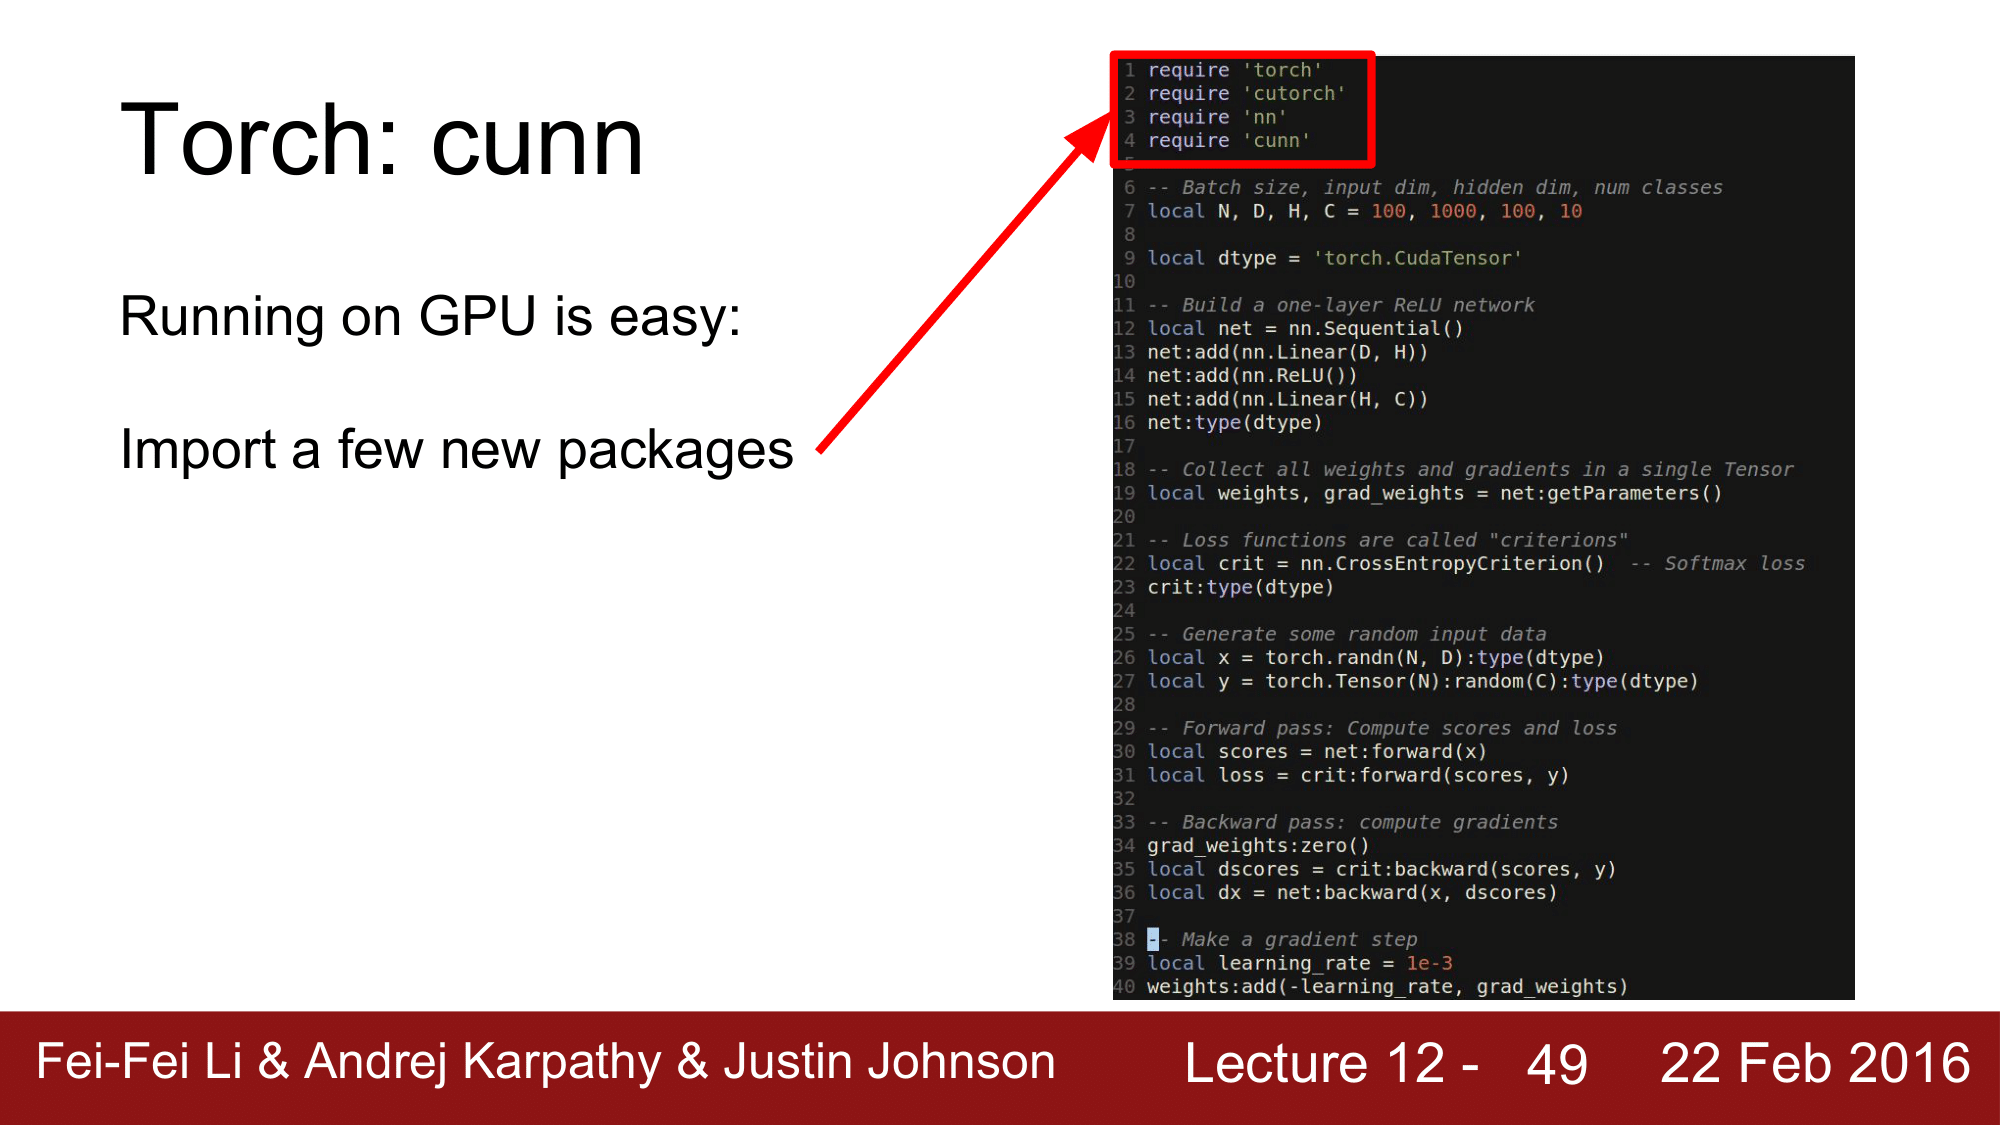 Torch: cunn
Running on GPU is easy:
Import a few new packages
1 require 'torch'
2 require 'cutorch'
3 require 'nn'
4 require 'cunn'
5
6 -- Batch size, input dim, hidden dim, num classes
7 local N, D, H, C = 100, 1000, 100, 10
8
9 local dtype = 'torch.CudaTensor'
10
11 -- Build a one-layer ReLU network
12 local net = nn.Sequential()
13 net:add(nn.Linear(D, H))
14 net:add(nn.ReLU())
15 net:add(nn.Linear(H, C))
16 net:type(dtype)
17
18 -- Collect all weights and gradients in a single Tensor
19 local weights, grad_weights = net:getParameters()
20
21 -- Loss functions are called "criterions"
22 local crit = nn.CrossEntropyCriterion()  -- Softmax loss
23 crit:type(dtype)
24
25 -- Generate some random input data
26 local x = torch.randn(N, D):type(dtype)
27 local y = torch.Tensor(N):random(C):type(dtype)
28
29 -- Forward pass: Compute scores and loss
30 local scores = net:forward(x)
31 local loss = crit:forward(scores, y)
32
33 -- Backward pass: compute gradients
34 grad_weights:zero()
35 local dscores = crit:backward(scores, y)
36 local dx = net:backward(x, dscores)
37
38 -- Make a gradient step
39 local learning_rate = 1e-3
40 weights:add(-learning_rate, grad_weights)
Fei-Fei Li & Andrej Karpathy & Justin Johnson Lecture 12 - 49 22 Feb 2016